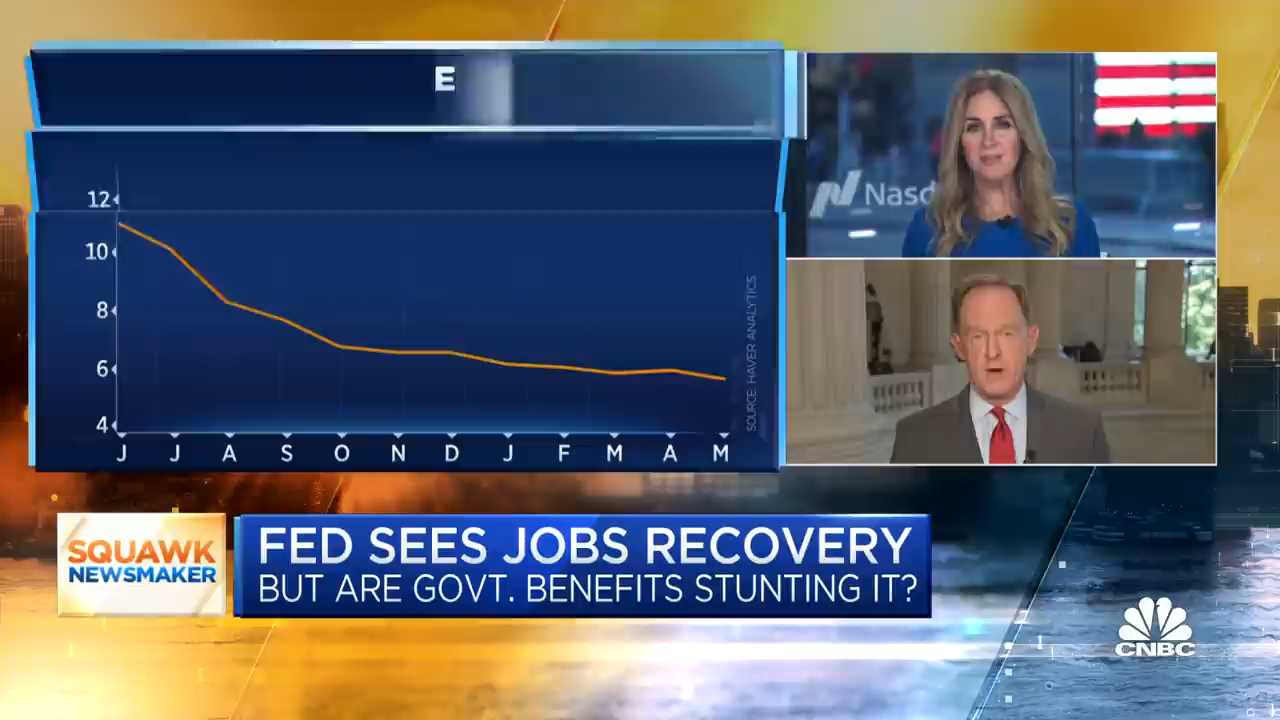 E
12
10
8
6
4
J J A S O N D J F M A M
SOURCE: HAVER ANALYTICS
Nasd
SQUAWK
NEWSMAKER
FED SEES JOBS RECOVERY
BUT ARE GOVT. BENEFITS STUNTING IT?
CNBC